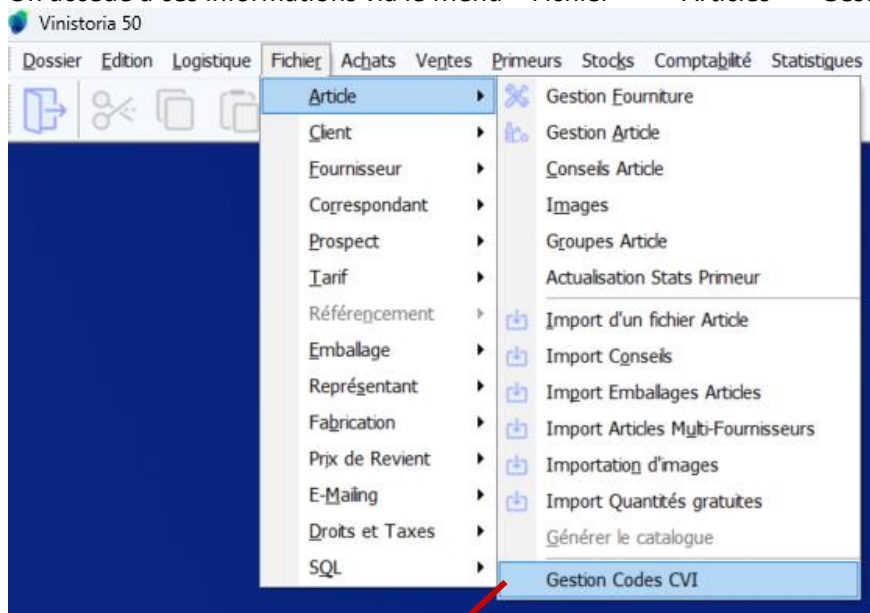 Vinistoria 50
Dossier Edition Logistique Fichier Achats Ventes Primeurs Stocks Comptabilité Statistiques
Article
Client
Fournisseur
Correspondant
Prospect
Tarif
Référencement
Emballage
Représentant
Fabrication
Prix de Revient
E-Mailing
Droits et Taxes
SQL
Gestion Fourniture
Gestion Article
Conseils Article
Images
Groupes Article
Actualisation Stats Primeur
Import d'un fichier Article
Import Conseils
Import Emballages Articles
Import Articles Multi-Fournisseurs
Importation d'images
Import Quantités gratuites
Générer le catalogue
Gestion Codes CVI